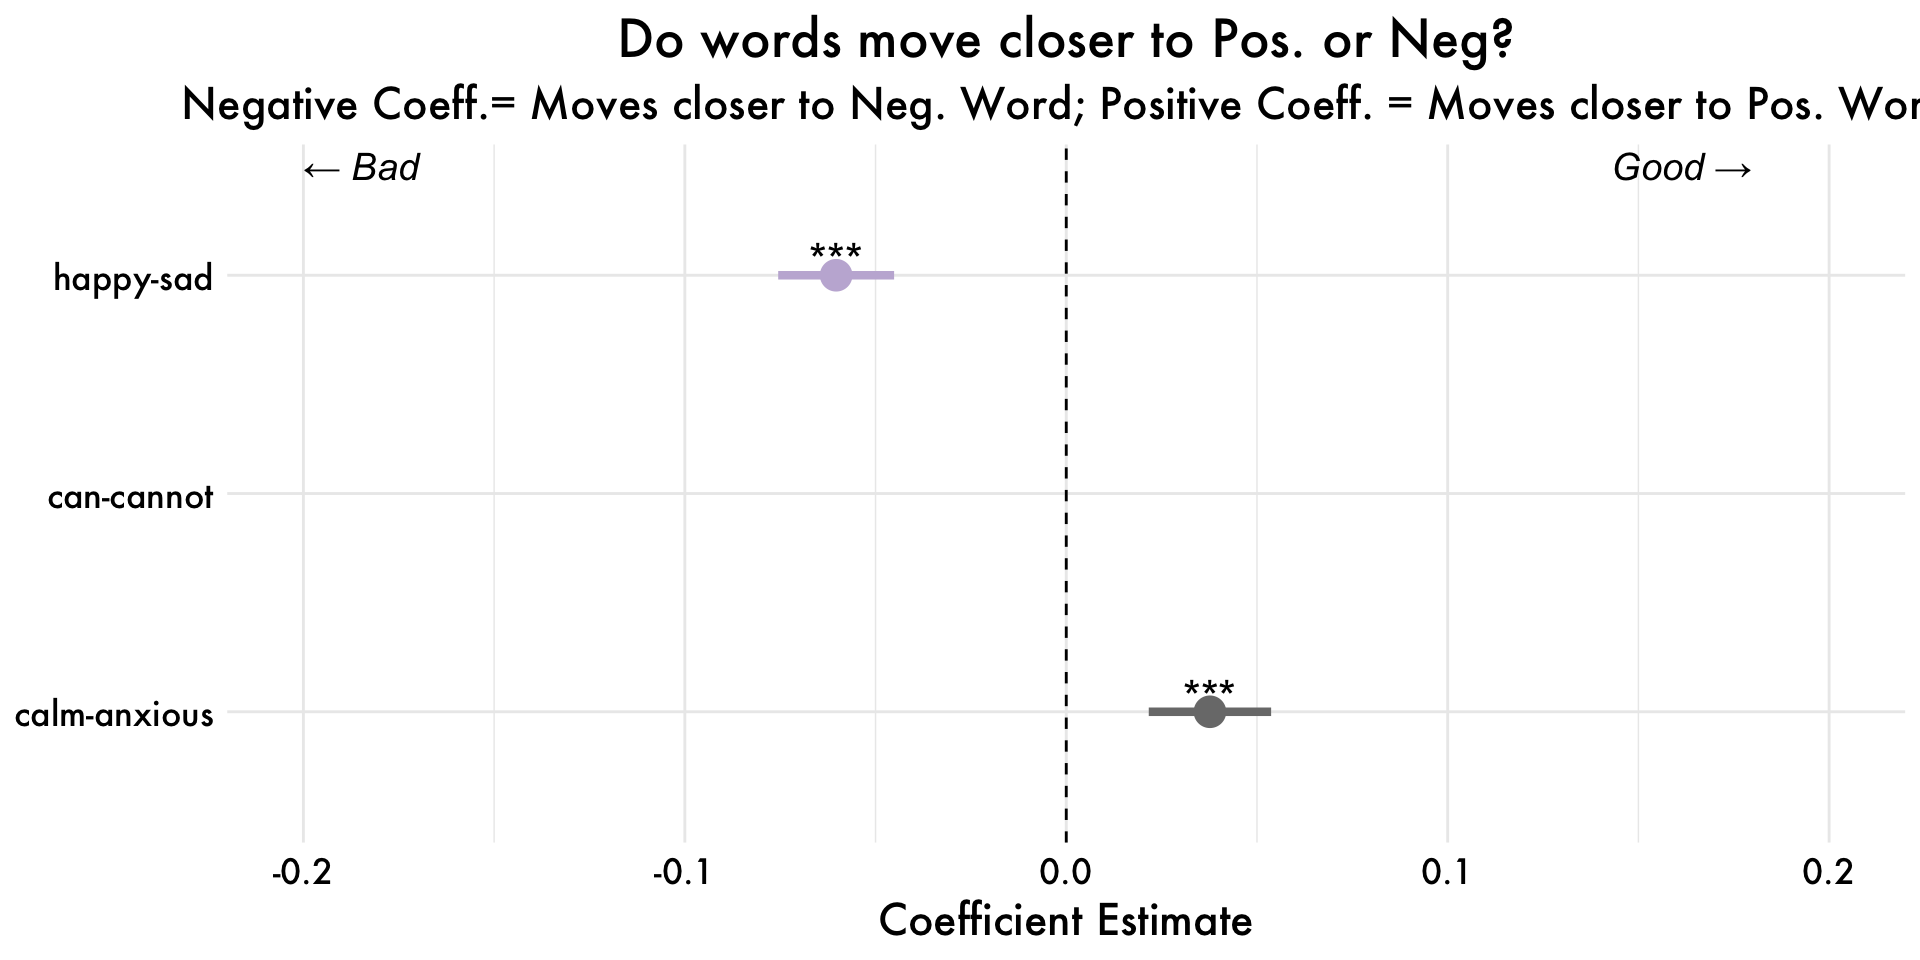 Do words move closer to Pos. or Neg?
Negative Coeff.= Moves closer to Neg. Word; Positive Coeff. = Moves closer to Pos. Wor
← Bad
Good →
***
happy-sad
can-cannot
***
calm-anxious
-0.2
-0.1
0.0
0.1
0.2
Coefficient Estimate